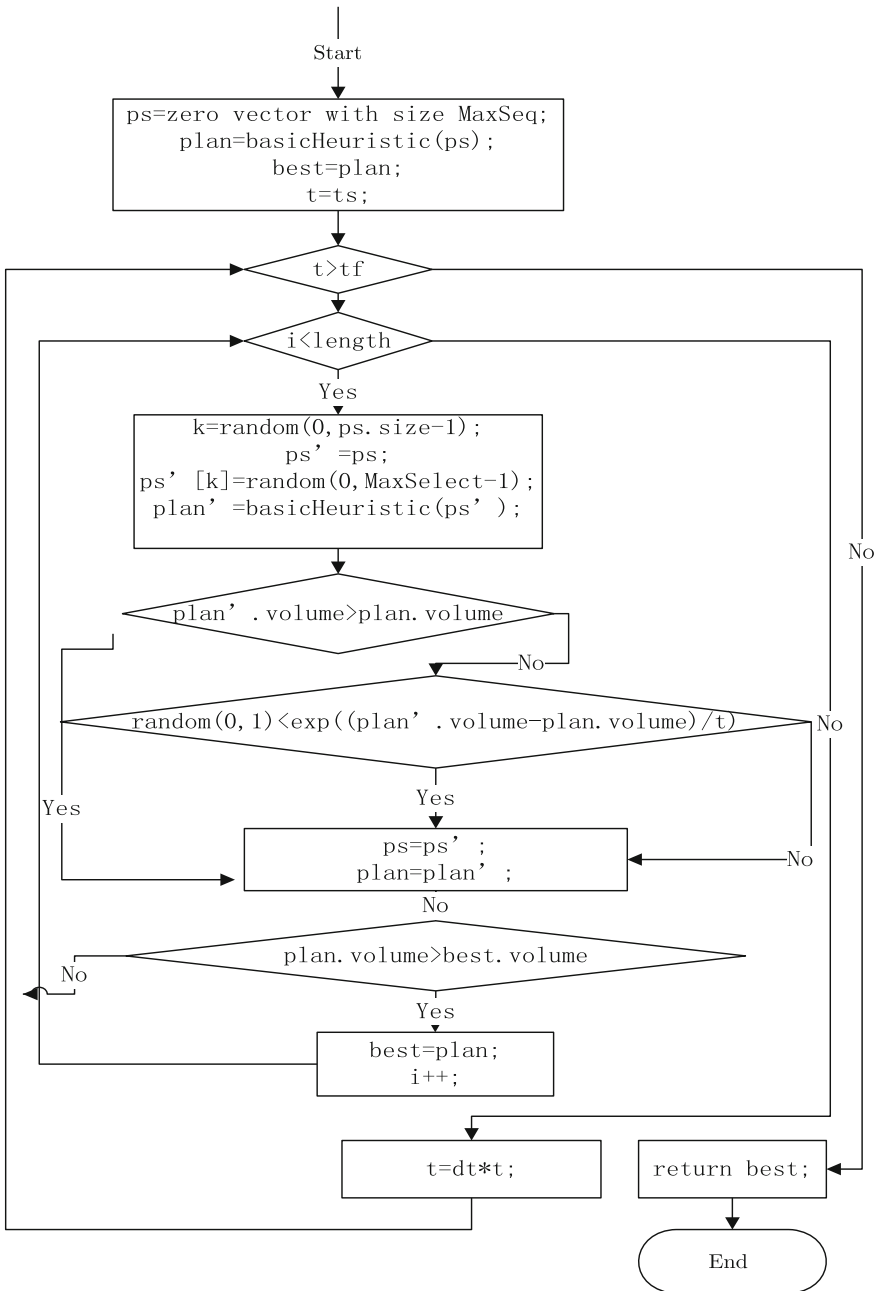 Start
ps=zero vector with size MaxSeq;
plan=basicHeuristic(ps);
best=plan;
t=ts;
t>tf
i<length
Yes
k=random(0,ps.size-1);
ps’=ps;
ps’[k]=random(0,MaxSelect-1);
plan’=basicHeuristic(ps’);
No
plan’.volume>plan.volume
No
random(0,1)<exp((plan’.volume-plan.volume)/t)
No
Yes
Yes
ps=ps’;
plan=plan’;
No
No
plan.volume>best.volume
No
Yes
best=plan;
i++;
t=dt*t;
return best;
End